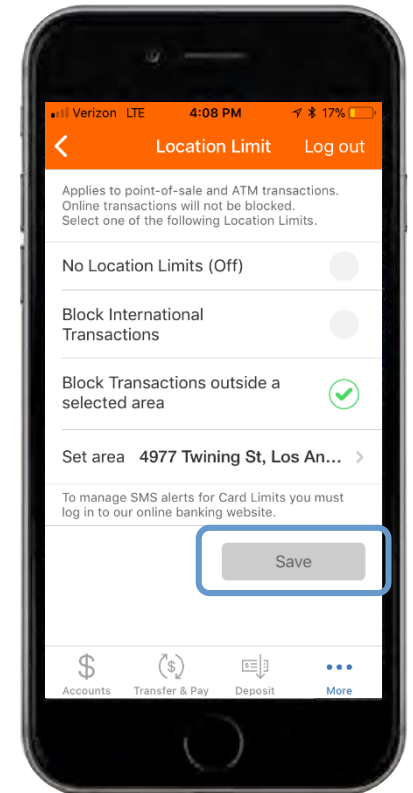 Verizon LTE 4:08 PM 17%
Location Limit Log out
Applies to point-of-sale and ATM transactions.
Online transactions will not be blocked.
Select one of the following Location Limits.
No Location Limits (Off)
Block International
Transactions
Block Transactions outside a
selected area
Set area 4977 Twining St, Los An...
To manage SMS alerts for Card Limits you must
log in to our online banking website.
Save
Accounts Transfer & Pay Deposit More